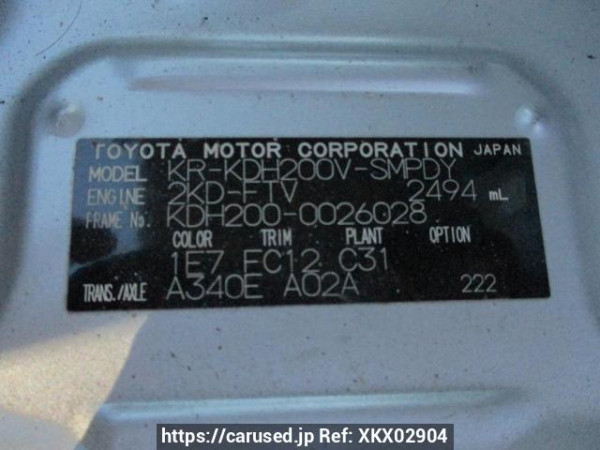 TOYOTA MOTOR CORPORATION JAPAN
MODEL KR-KDH200V-SMPDY
ENGINE 2KD-FTV 2494 mL
FRAME No. KDH200-0026028
COLOR TRIM PLANT OPTION
1E7 FC12 C31
TRANS./AXLE A340E A02A 222
https://carused.jp Ref: XKX02904